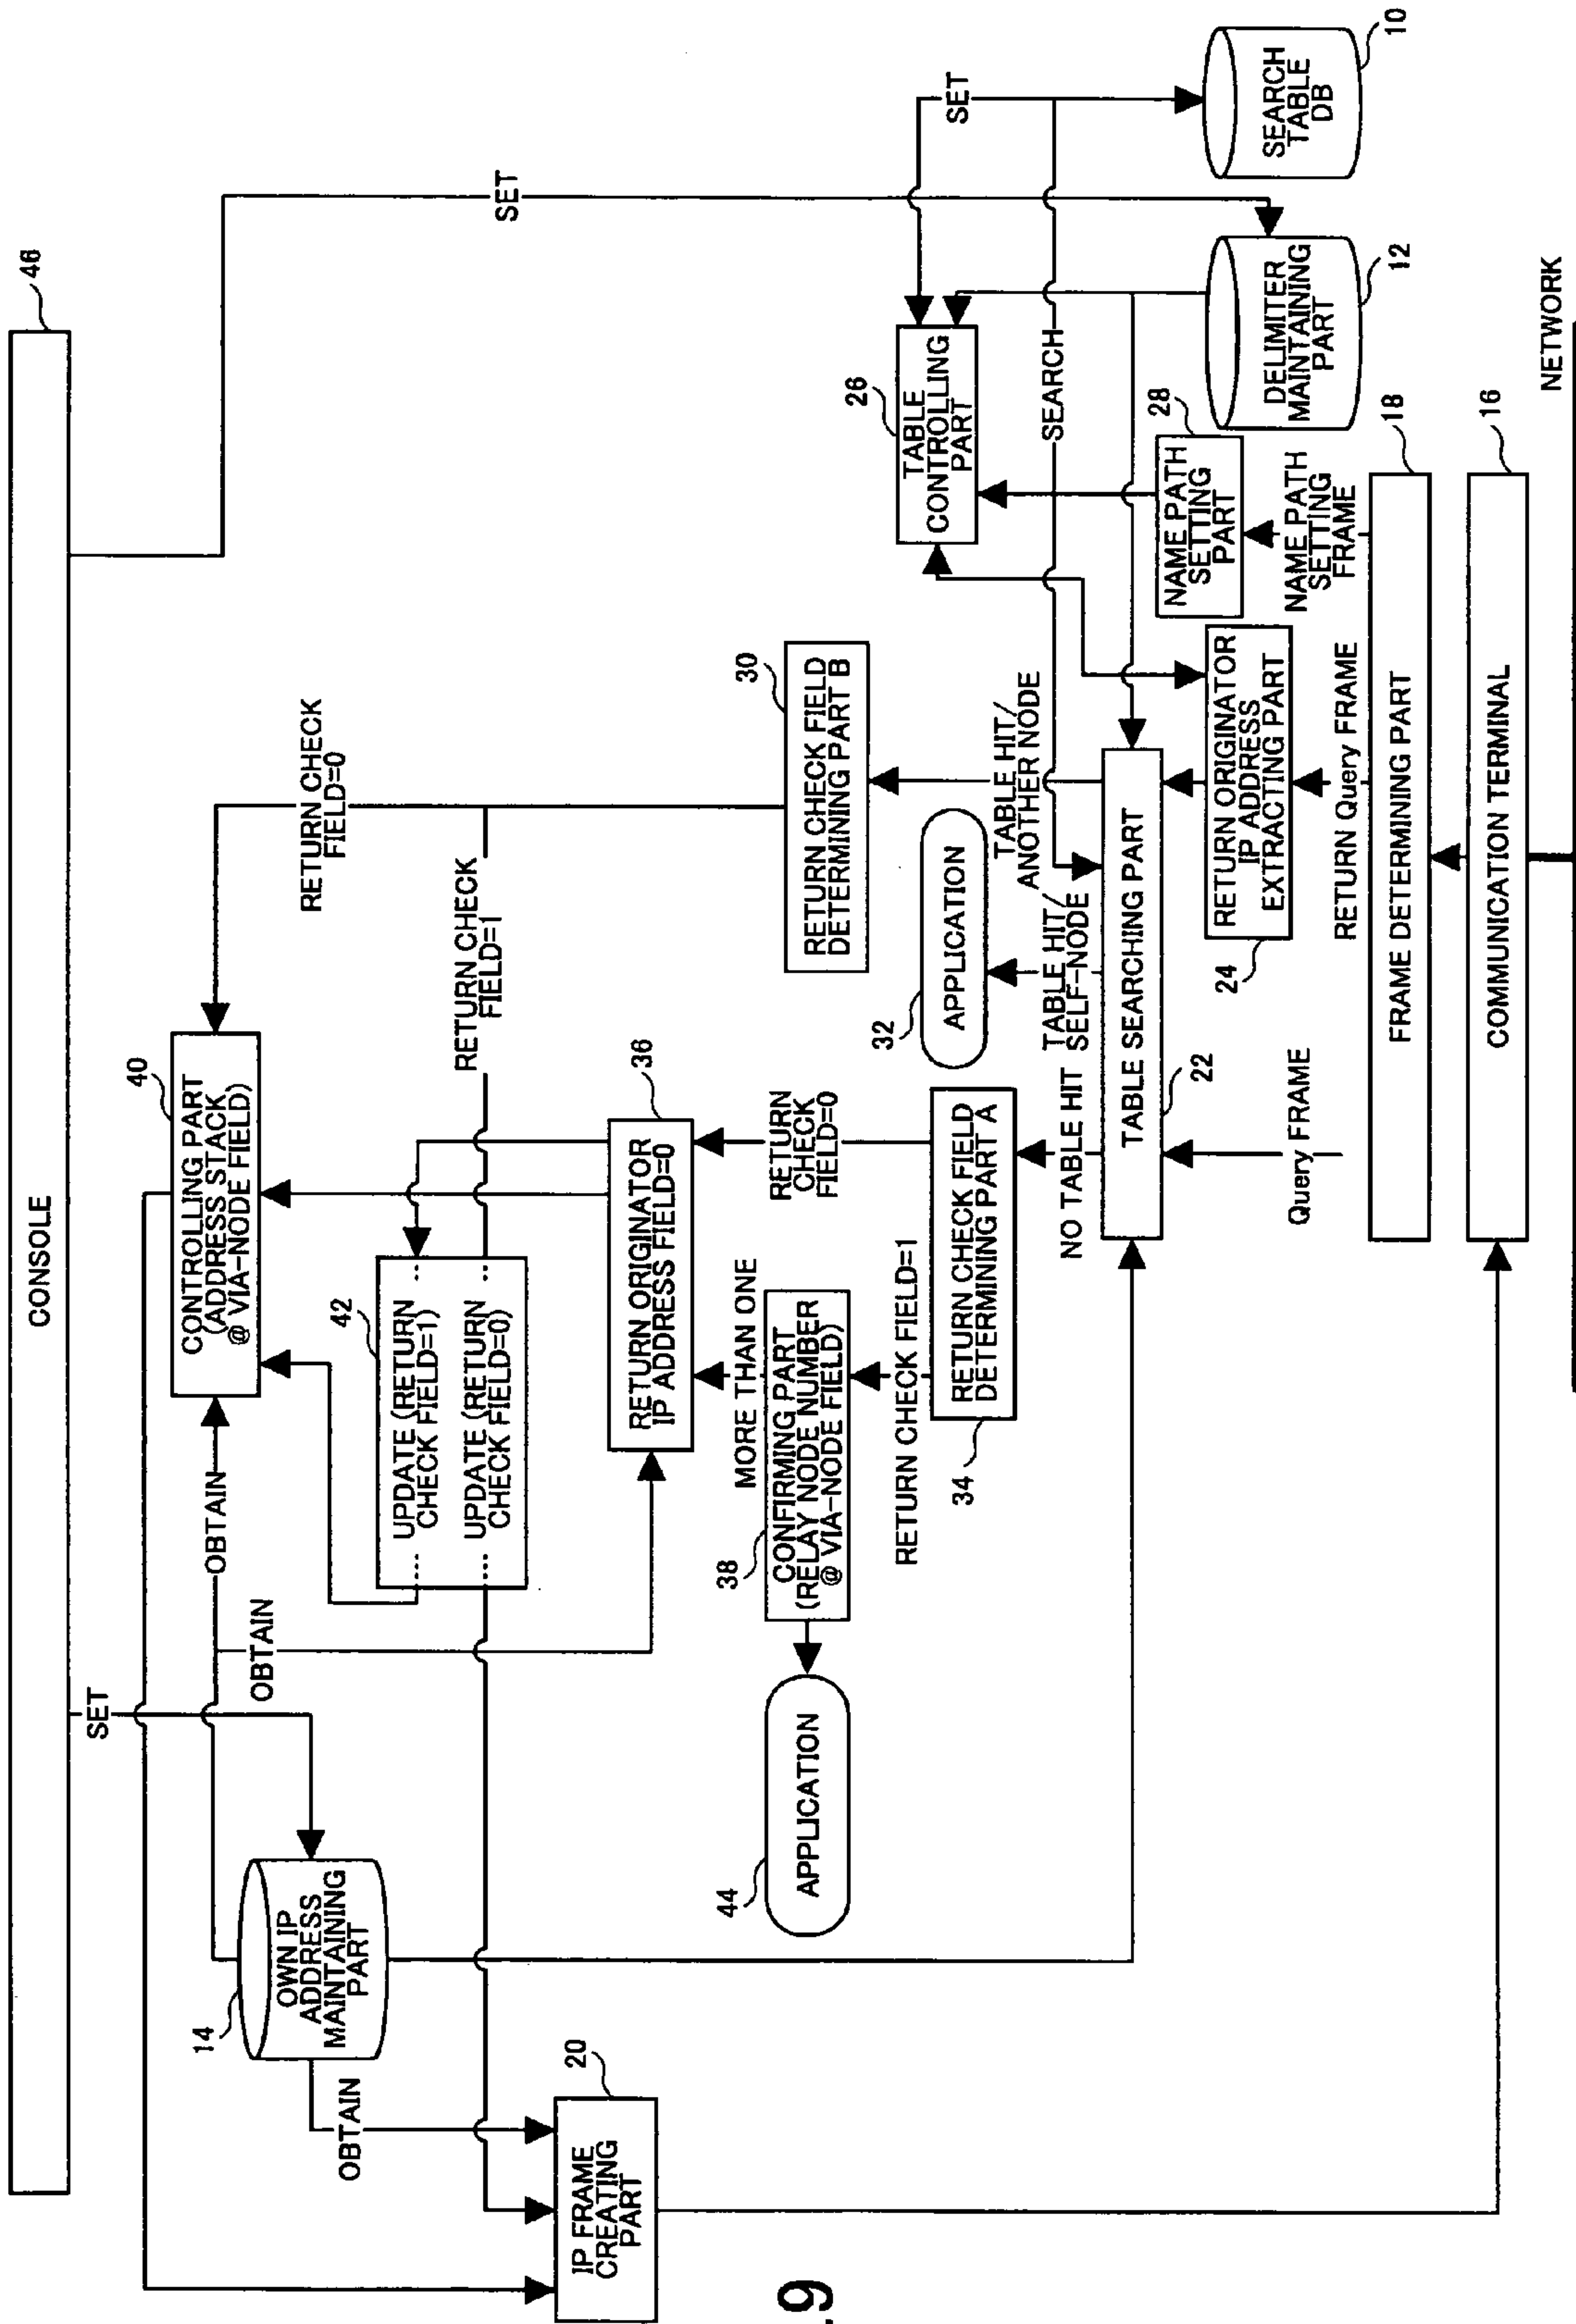 CONSOLE
46
SET
SET
OBTAIN
OBTAIN
OBTAIN
14
OWN IP
ADDRESS
MAINTAINING
PART
40
CONTROLLING PART
(ADDRESS STACK
@ VIA-NODE FIELD)
RETURN CHECK
FIELD=0
RETURN CHECK
FIELD=1
42
UPDATE (RETURN
CHECK FIELD=1)
UPDATE (RETURN
CHECK FIELD=0)
20
IP FRAME
CREATING
PART
36
RETURN ORIGINATOR
IP ADDRESS FIELD=0
MORE THAN ONE
RETURN
CHECK
FIELD=0
44
APPLICATION
38
CONFIRMING PART
(RELAY NODE NUMBER
@ VIA-NODE FIELD)
RETURN CHECK FIELD=1
34
RETURN CHECK FIELD
DETERMINING PART A
30
RETURN CHECK FIELD
DETERMINING PART B
32
APPLICATION
NO TABLE HIT
TABLE HIT/
SELF-NODE
TABLE HIT/
ANOTHER NODE
26
TABLE
CONTROLLING
PART
SET
SEARCH
TABLE SEARCHING PART
22
24
RETURN ORIGINATOR
IP ADDRESS
EXTRACTING PART
28
NAME PATH
SETTING
PART
DELIMITER
MAINTAINING
PART
12
SEARCH
TABLE
DB
10
Query FRAME
RETURN Query FRAME
NAME PATH
SETTING
FRAME
FRAME DETERMINING PART
18
COMMUNICATION TERMINAL
16
NETWORK